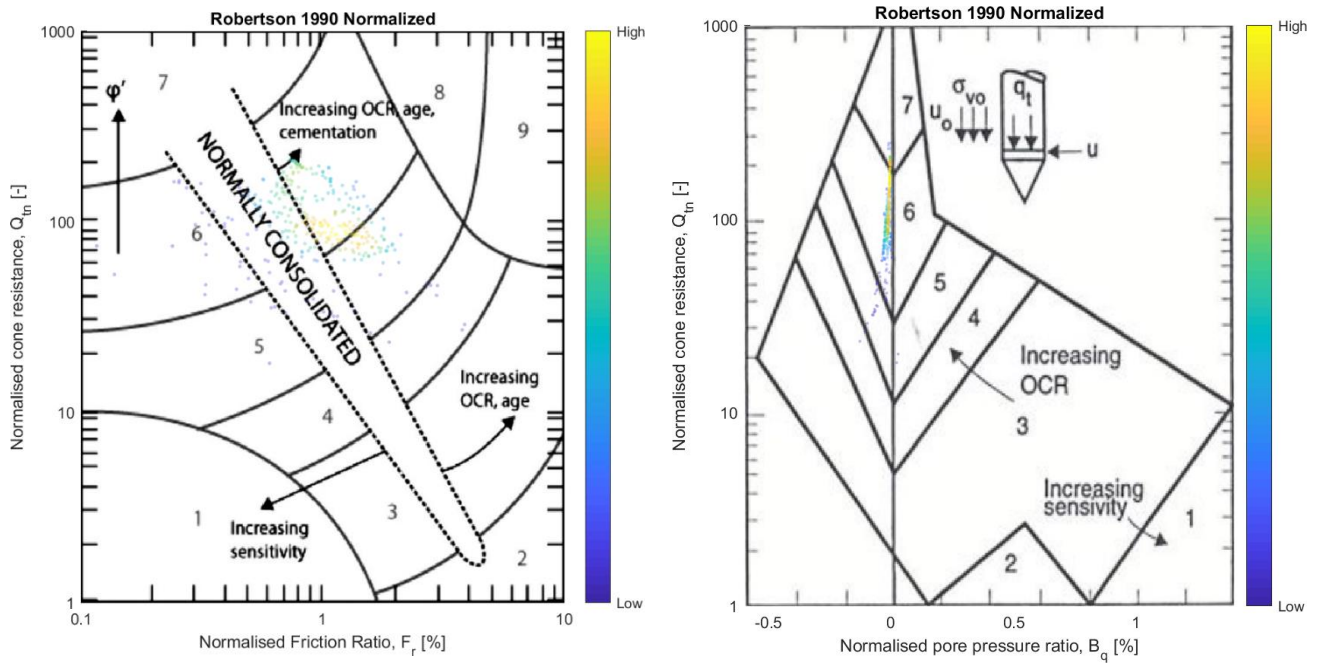 Robertson 1990 Normalized
1000
100
10
1
0.1
1
10
Normalised cone resistance, Q_tn [-]
Normalised Friction Ratio, F_r [%]
φ'
7
8
9
6
5
4
3
1
2
Increasing OCR, age,
cementation
NORMALLY CONSOLIDATED
Increasing
OCR, age
Increasing
sensitivity
High
Low
Robertson 1990 Normalized
1000
100
10
1
-0.5
0
0.5
1
Normalised cone resistance, Q_tn [-]
Normalised pore pressure ratio, B_q [%]
7
u_o
σ_vo
q_t
u
6
5
4
Increasing
OCR
3
Increasing
sensivity
1
2
High
Low